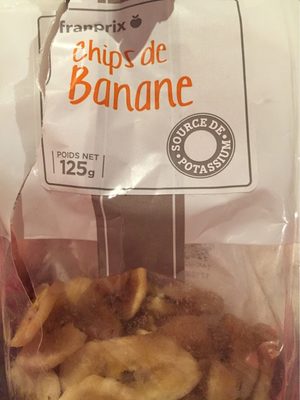 franprix
Chips de
Banane
SOURCE DE
POTASSIUM
POIDS NET
125g